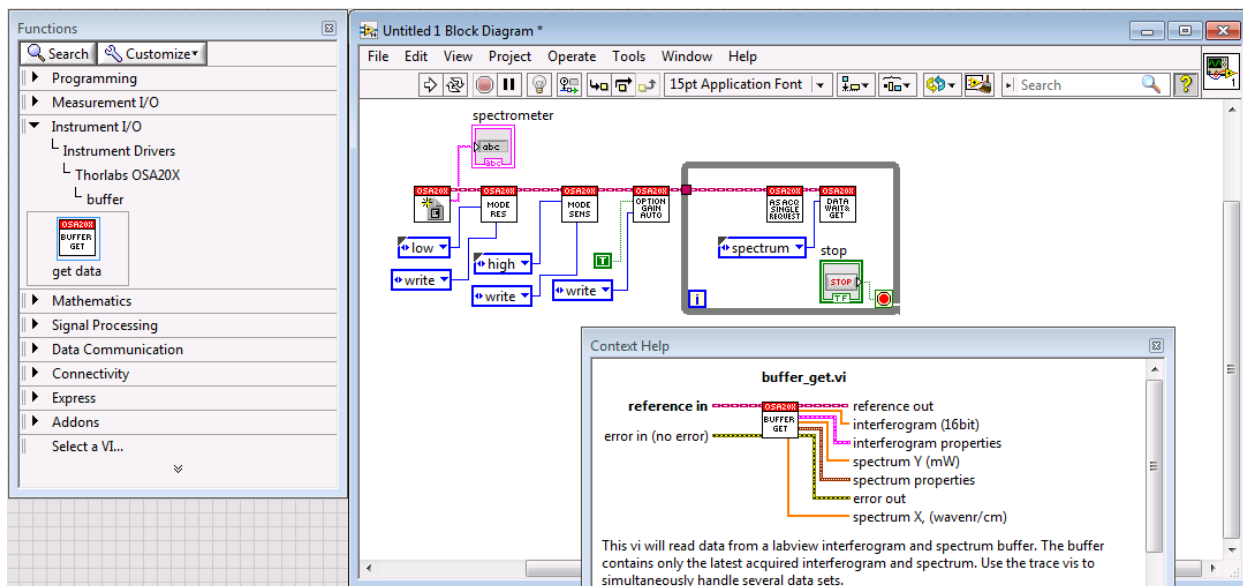 Functions
Search Customize
Programming
Measurement I/O
Instrument I/O
Instrument Drivers
Thorlabs OSA20X
buffer
OSA20X
BUFFER
GET
get data
Mathematics
Signal Processing
Data Communication
Connectivity
Express
Addons
Select a VI...
Untitled 1 Block Diagram *
File Edit View Project Operate Tools Window Help
15pt Application Font Search
1
spectrometer
abc
abc
OSA20X OSA20X OSA20X OSA20X OSA20X OSA20X
MODE
RES
MODE
SENS
OPTION
GAIN
AUTO
AS ACQ
SINGLE
REQUEST
DATA
WAIT&
GET
low
write
high
write
T
write
spectrum
stop
STOP
TF
i
Context Help
buffer_get.vi
reference in
error in (no error)
OSA20X
BUFFER
GET
reference out
interferogram (16bit)
interferogram properties
spectrum Y (mW)
spectrum properties
error out
spectrum X, (wavenr/cm)
This vi will read data from a labview interferogram and spectrum buffer. The buffer
contains only the latest acquired interferogram and spectrum. Use the trace vis to
simultaneously handle several data sets.